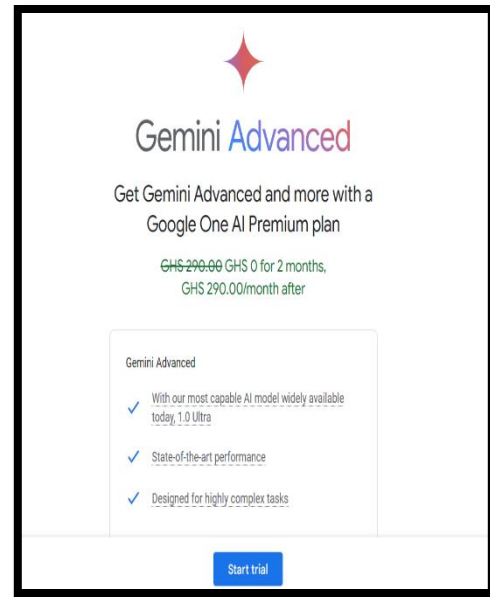 Gemini Advanced
Get Gemini Advanced and more with a
Google One AI Premium plan
GHS 290.00 GHS 0 for 2 months,
GHS 290.00/month after
Gemini Advanced
With our most capable AI model widely available
today, 1.0 Ultra
State-of-the-art performance
Designed for highly complex tasks
Start trial